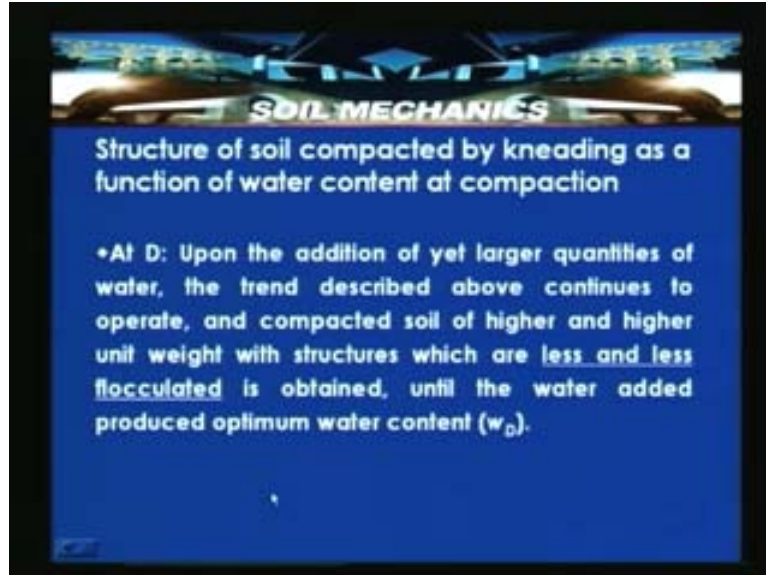 SOIL MECHANICS
Structure of soil compacted by kneading as a
function of water content at compaction
•At D: Upon the addition of yet larger quantities of
water, the trend described above continues to
operate, and compacted soil of higher and higher
unit weight with structures which are less and less
flocculated is obtained, until the water added
produced optimum water content (wD).